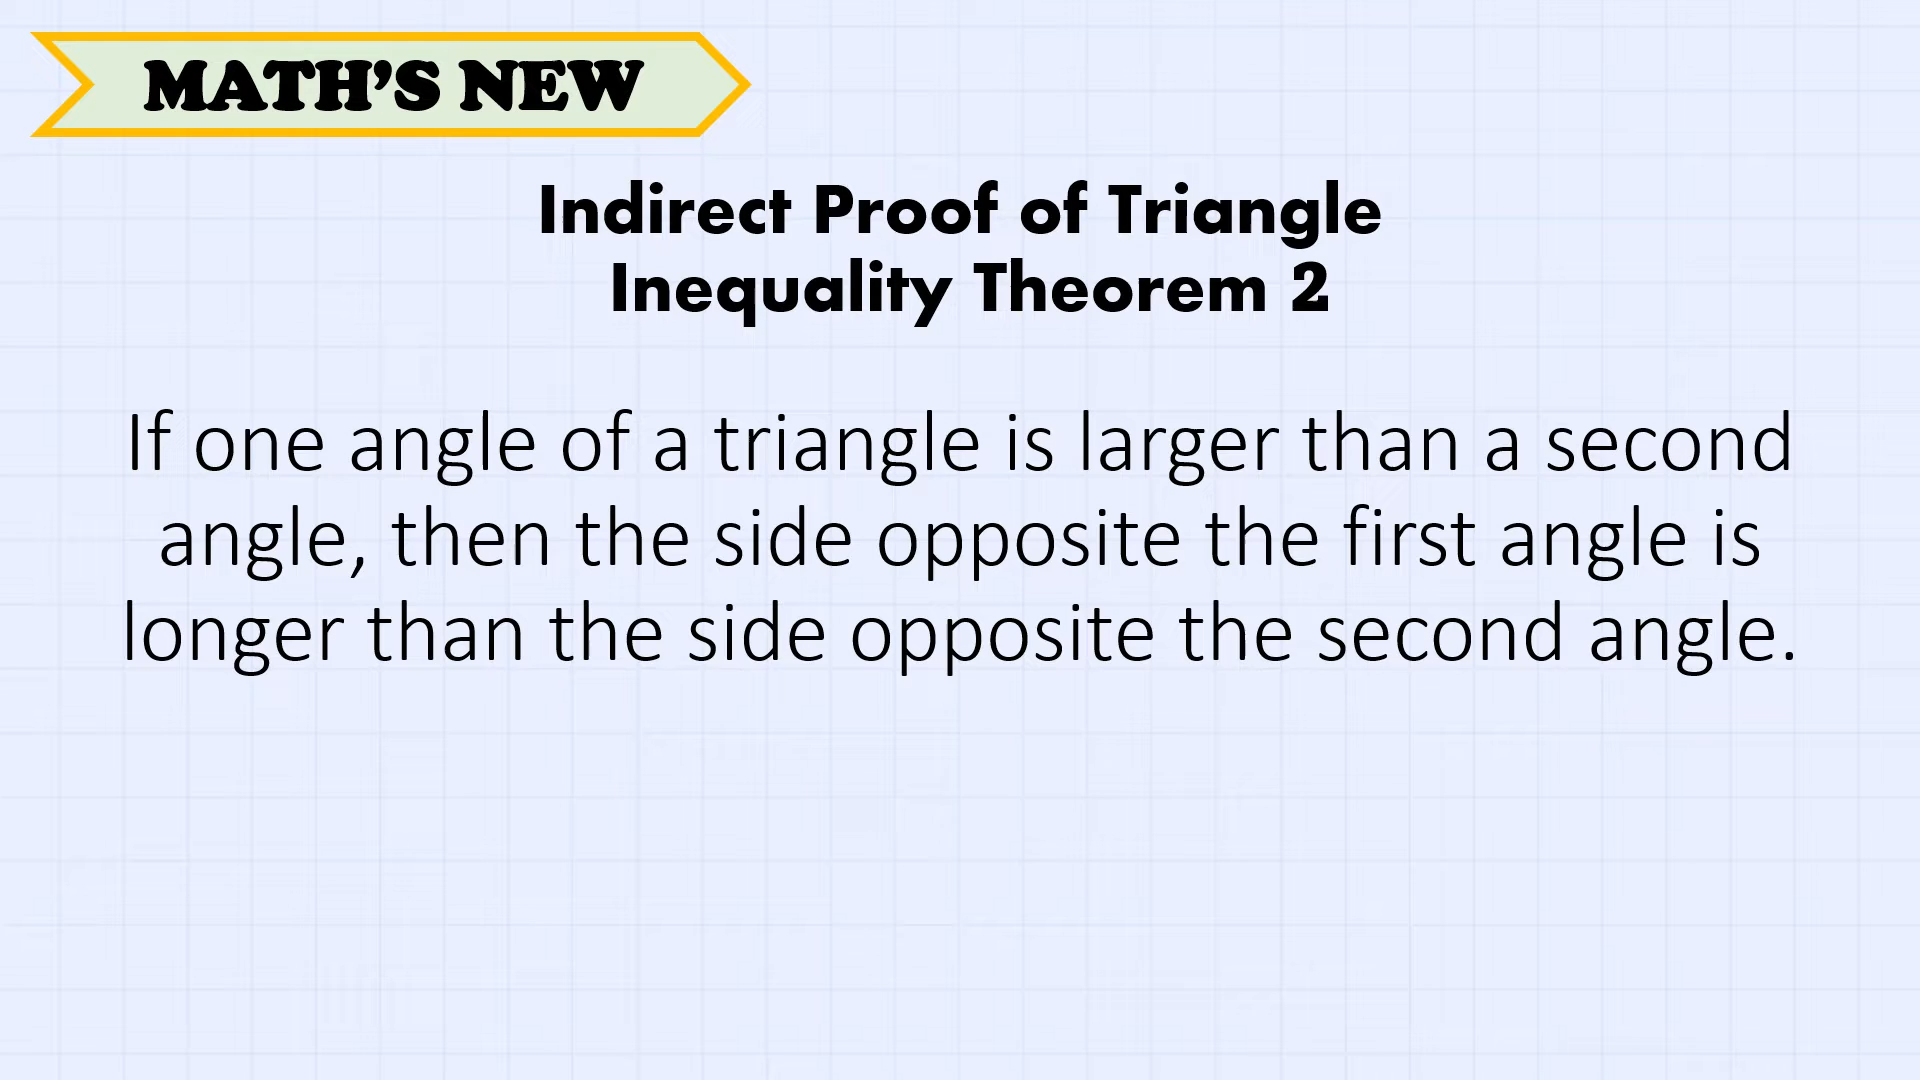 MATH’S NEW
Indirect Proof of Triangle
Inequality Theorem 2
If one angle of a triangle is larger than a second
angle, then the side opposite the first angle is
longer than the side opposite the second angle.